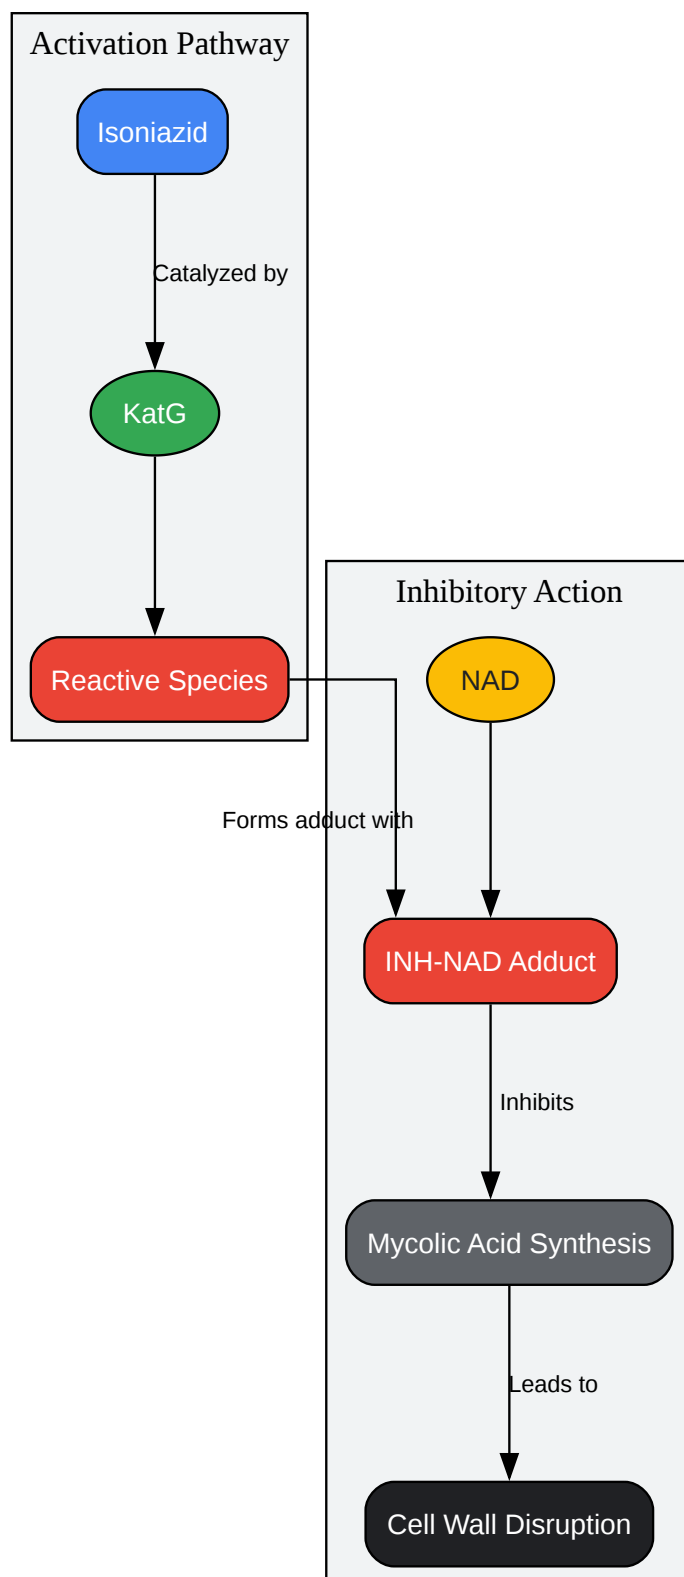 Activation Pathway
Isoniazid
Catalyzed by
KatG
Reactive Species
Inhibitory Action
NAD
Forms adduct with
INH-NAD Adduct
Inhibits
Mycolic Acid Synthesis
Leads to
Cell Wall Disruption